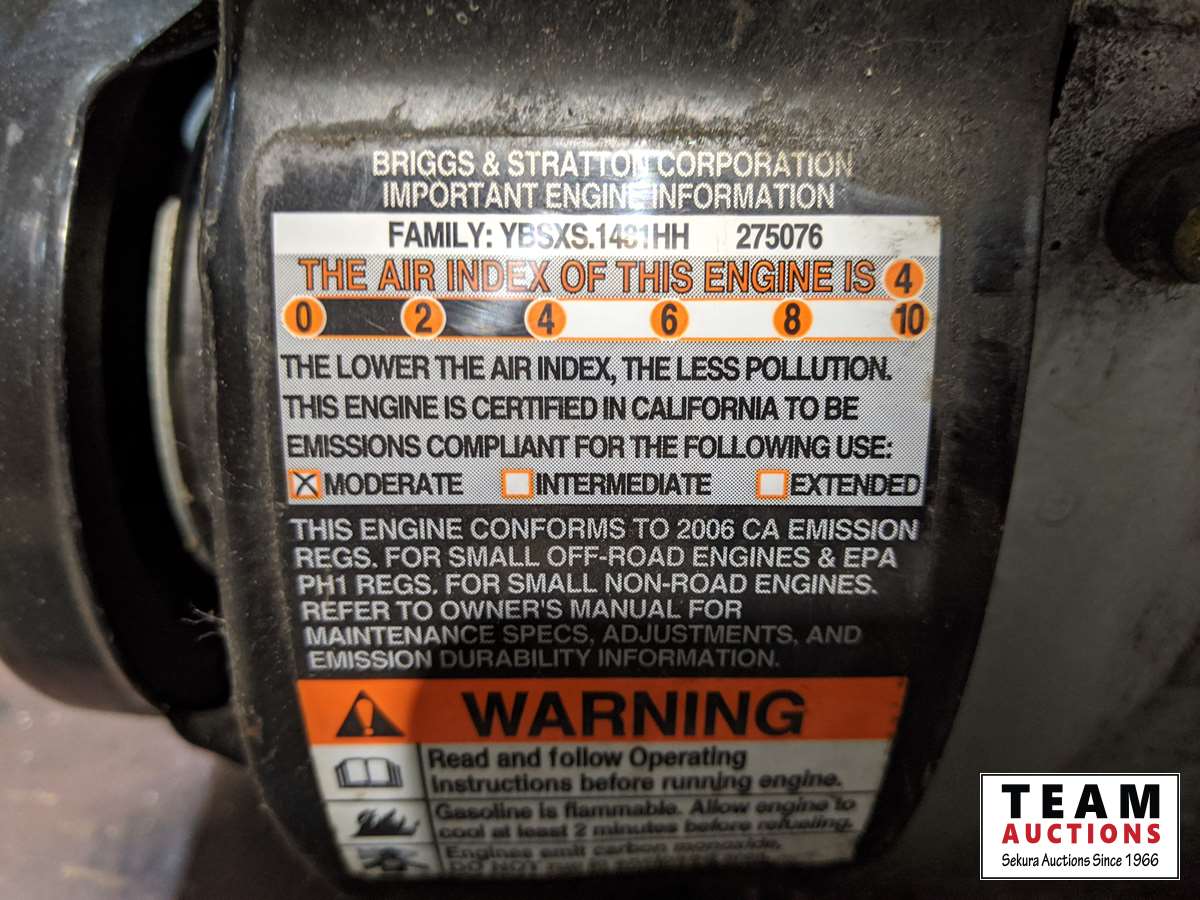 BRIGGS & STRATTON CORPORATION
IMPORTANT ENGINE INFORMATION
FAMILY: YBSXS.1491HH 275076
THE AIR INDEX OF THIS ENGINE IS 4
0 2 4 6 8 10
THE LOWER THE AIR INDEX, THE LESS POLLUTION.
THIS ENGINE IS CERTIFIED IN CALIFORNIA TO BE
EMISSIONS COMPLIANT FOR THE FOLLOWING USE:
MODERATE INTERMEDIATE EXTENDED
THIS ENGINE CONFORMS TO 2006 CA EMISSION
REGS. FOR SMALL OFF-ROAD ENGINES & EPA
PH1 REGS. FOR SMALL NON-ROAD ENGINES.
REFER TO OWNER'S MANUAL FOR
MAINTENANCE SPECS, ADJUSTMENTS, AND
EMISSION DURABILITY INFORMATION.
WARNING
Read and follow Operating
Instructions before running engine.
Gasoline is flammable. Allow engine to
cool at least 2 minutes before refueling.
Engines emit carbon monoxide,
DO NOT
TEAM
AUCTIONS
Sekura Auctions Since 1966